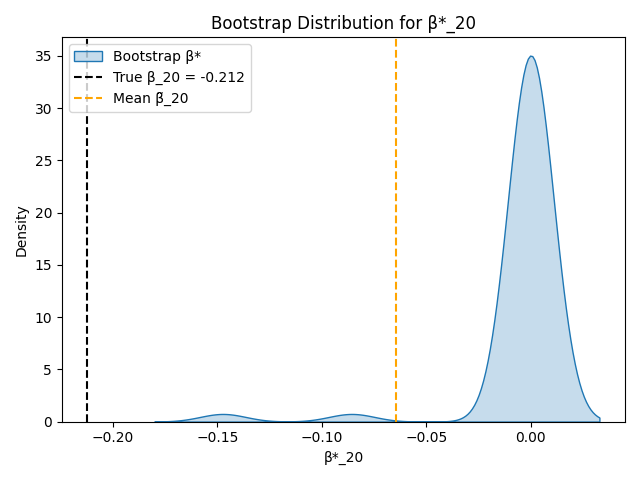 Bootstrap Distribution for β*_20
Bootstrap β*
True β_20 = -0.212
Mean β̂_20
35
30
25
20
15
10
5
0
Density
−0.20
−0.15
−0.10
−0.05
0.00
β*_20